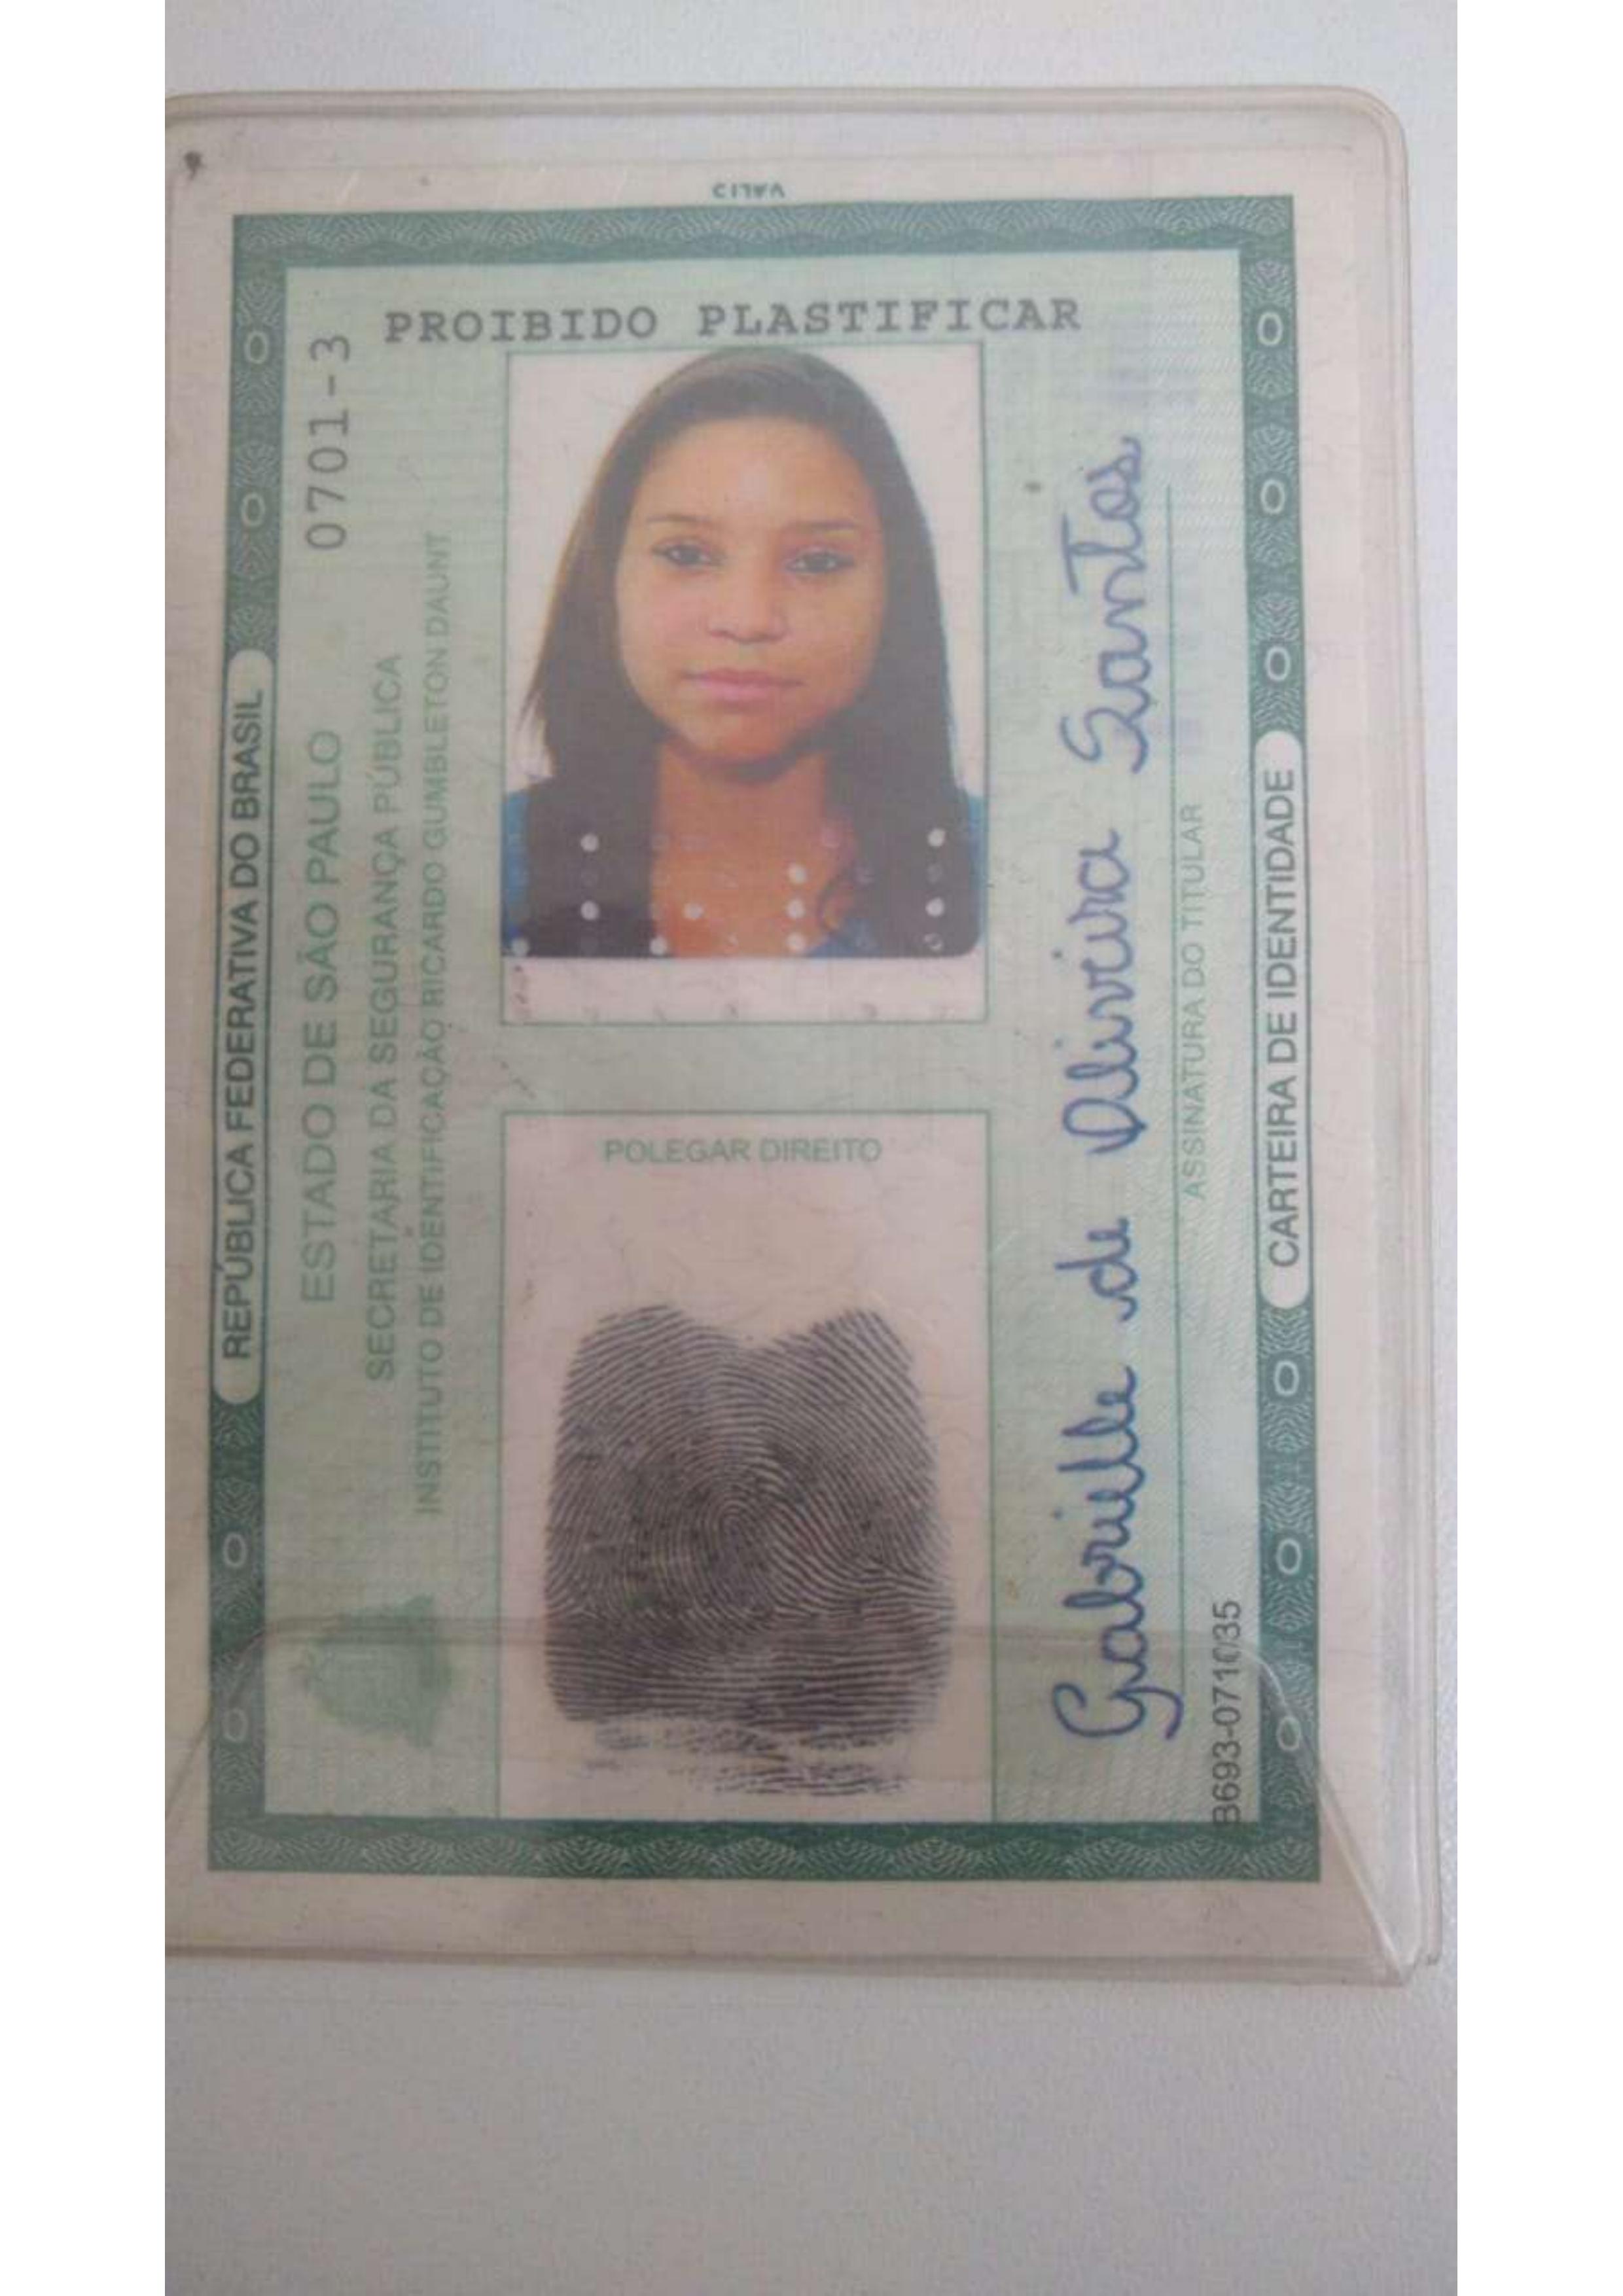 REPÚBLICA FEDERATIVA DO BRASIL
ESTADO DE SÃO PAULO 0701-3
SECRETARIA DA SEGURANÇA PÚBLICA
INSTITUTO DE IDENTIFICAÇÃO RICARDO GUMBLETON DAUNT
PROIBIDO PLASTIFICAR
POLEGAR DIREITO
Gabrielle de Oliveira Santos
ASSINATURA DO TITULAR
B693-071035
CARTEIRA DE IDENTIDADE